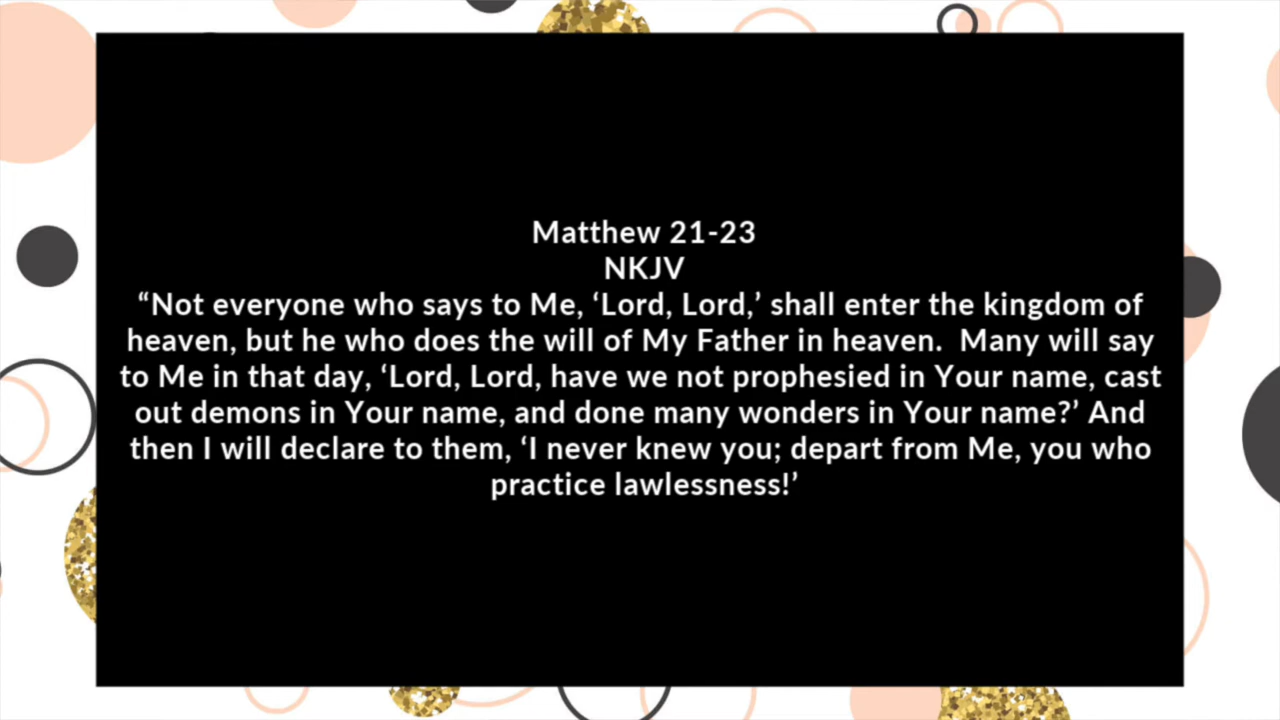 Matthew 21-23
NKJV
“Not everyone who says to Me, ‘Lord, Lord,’ shall enter the kingdom of
heaven, but he who does the will of My Father in heaven.  Many will say
to Me in that day, ‘Lord, Lord, have we not prophesied in Your name, cast
out demons in Your name, and done many wonders in Your name?’ And
then I will declare to them, ‘I never knew you; depart from Me, you who
practice lawlessness!’